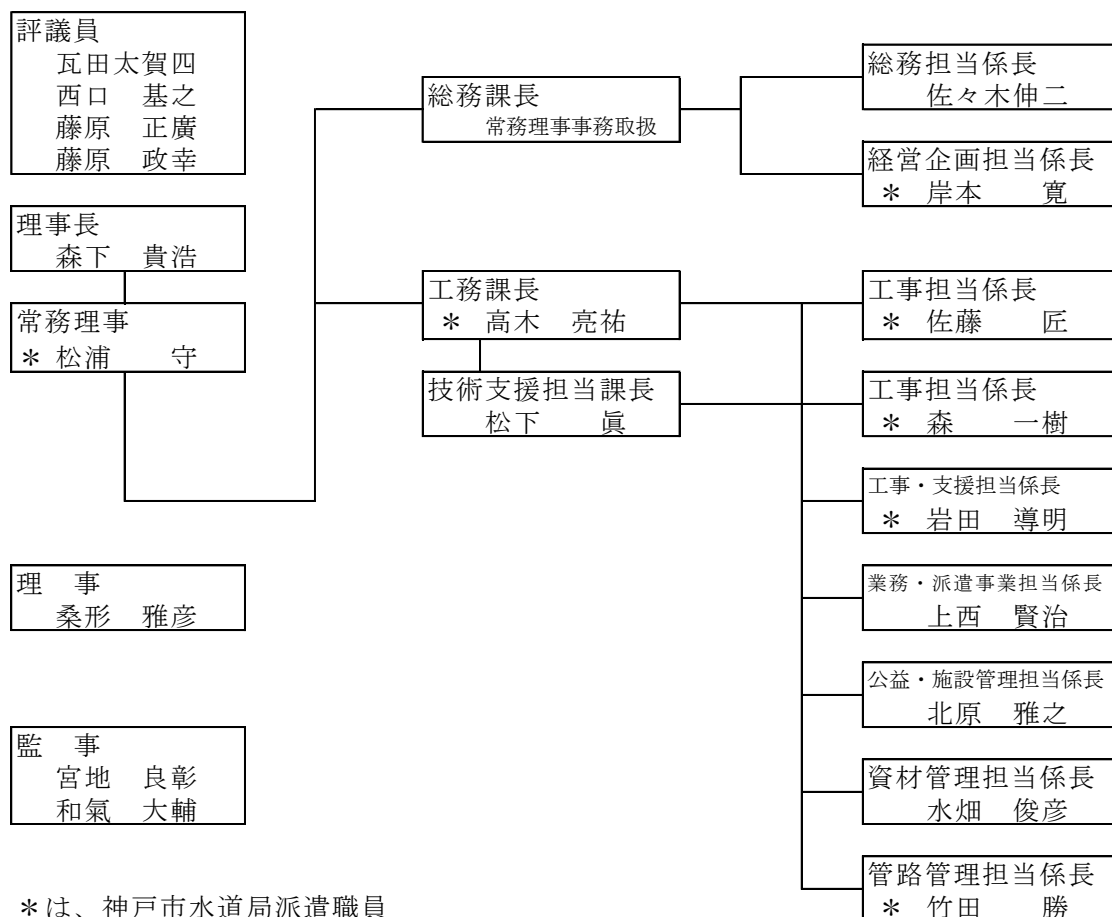 評議員
瓦田太賀四
西口　基之
藤原　正廣
藤原　政幸
理事長
森下　貴浩
常務理事
＊ 松浦　　守
理　事
桑形　雅彦
監　事
宮地　良彰
和氣　大輔
総務課長
常務理事事務取扱
工務課長
＊　高木　亮祐
技術支援担当課長
松下　　眞
総務担当係長
佐々木伸二
経営企画担当係長
＊　岸本　　寛
工事担当係長
＊　佐藤　　匠
工事担当係長
＊　森　　一樹
工事・支援担当係長
＊　岩田　導明
業務・派遣事業担当係長
上西　賢治
公益・施設管理担当係長
北原　雅之
資材管理担当係長
水畑　俊彦
管路管理担当係長
＊　竹田　　勝
＊は、神戸市水道局派遣職員